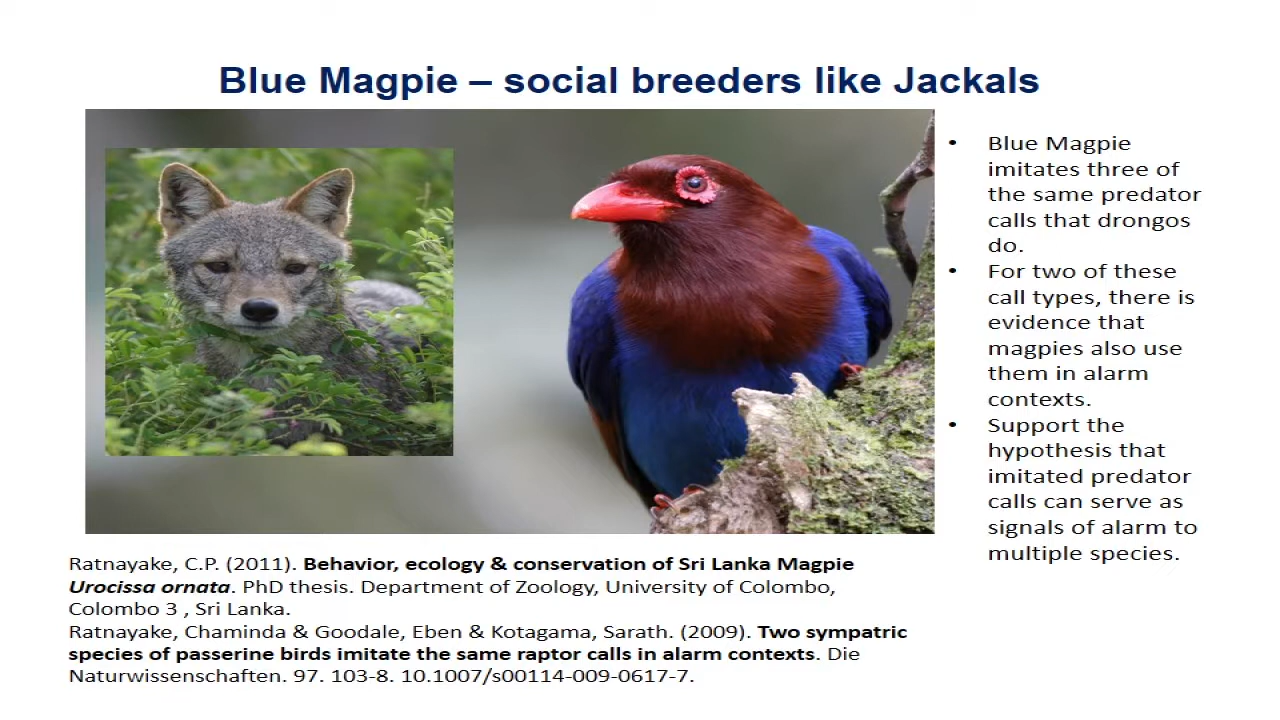 Blue Magpie – social breeders like Jackals
• Blue Magpie
imitates three of
the same predator
calls that drongos
do.
• For two of these
call types, there is
evidence that
magpies also use
them in alarm
contexts.
• Support the
hypothesis that
imitated predator
calls can serve as
signals of alarm to
multiple species.
Ratnayake, C.P. (2011). Behavior, ecology & conservation of Sri Lanka Magpie
Urocissa ornata. PhD thesis. Department of Zoology, University of Colombo,
Colombo 3 , Sri Lanka.
Ratnayake, Chaminda & Goodale, Eben & Kotagama, Sarath. (2009). Two sympatric
species of passerine birds imitate the same raptor calls in alarm contexts. Die
Naturwissenschaften. 97. 103-8. 10.1007/s00114-009-0617-7.